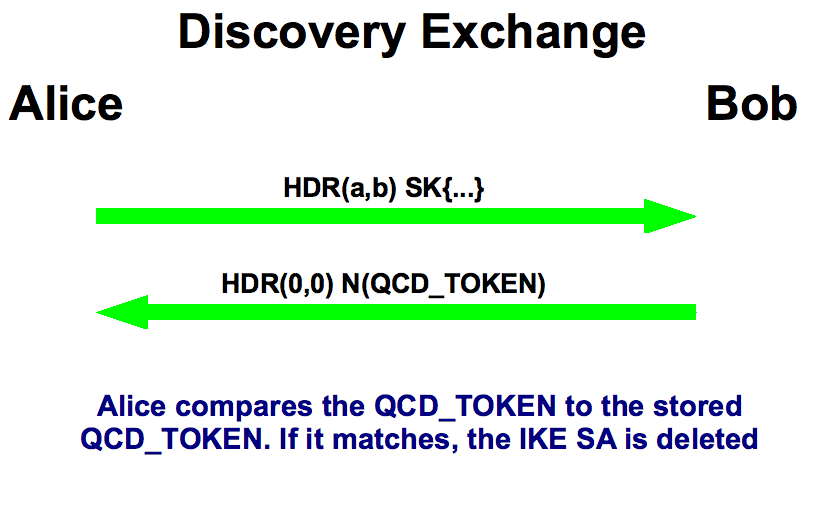 Discovery Exchange
Alice Bob
HDR(a,b) SK{...}
HDR(0,0) N(QCD_TOKEN)
Alice compares the QCD_TOKEN to the stored
QCD_TOKEN. If it matches, the IKE SA is deleted